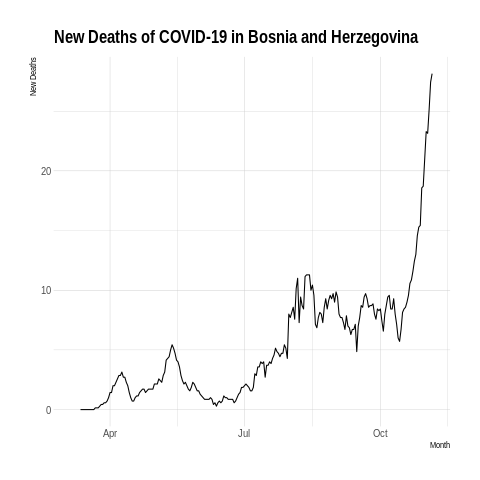 New Deaths of COVID-19 in Bosnia and Herzegovina
New Deaths
20
10
0
Apr
Jul
Oct
Month